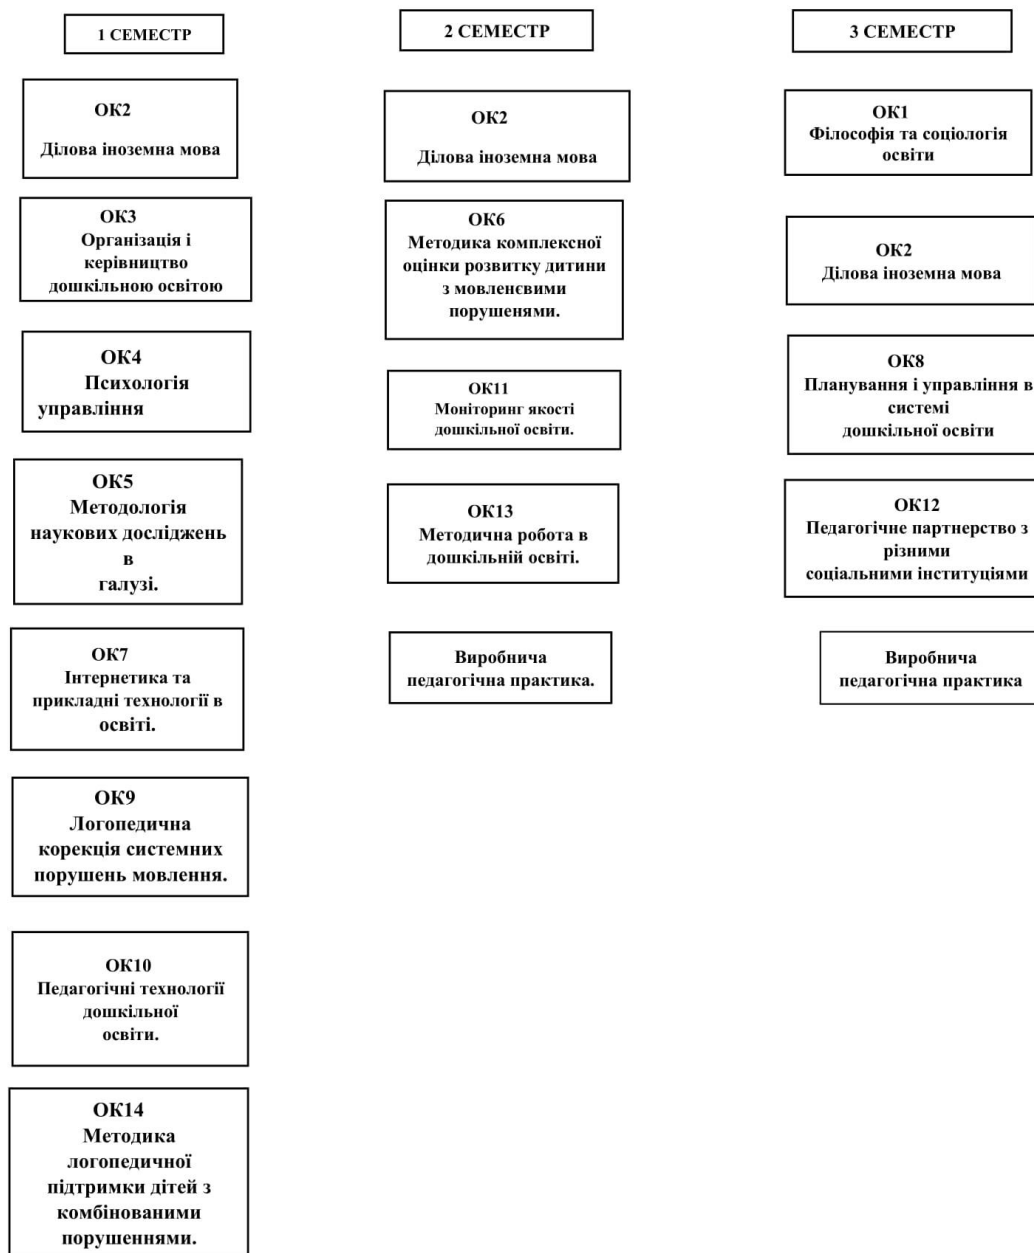 1 СЕМЕСТР
ОК2
Ділова іноземна мова
ОК3
Організація і
керівництво
дошкільною освітою
ОК4
Психологія
управління
ОК5
Методологія
наукових досліджень
в
галузі.
ОК7
Інтернетика та
прикладні технології в
освіті.
ОК9
Логопедична
корекція системних
порушень мовлення.
ОК10
Педагогічні технології
дошкільної
освіти.
ОК14
Методика
логопедичної
підтримки дітей з
комбінованими
порушеннями.
2 СЕМЕСТР
ОК2
Ділова іноземна мова
ОК6
Методика комплексної
оцінки розвитку дитини
з мовленєвими
порушенями.
ОК11
Моніторинг якості
дошкільної освіти.
ОК13
Методична робота в
дошкільній освіті.
Виробнича
педагогічна практика.
3 СЕМЕСТР
ОК1
Філософія та соціологія
освіти
ОК2
Ділова іноземна мова
ОК8
Планування і управління в
системі
дошкільної освіти
ОК12
Педагогічне партнерство з
різними
соціальними інституціями
Виробнича
педагогічна практика